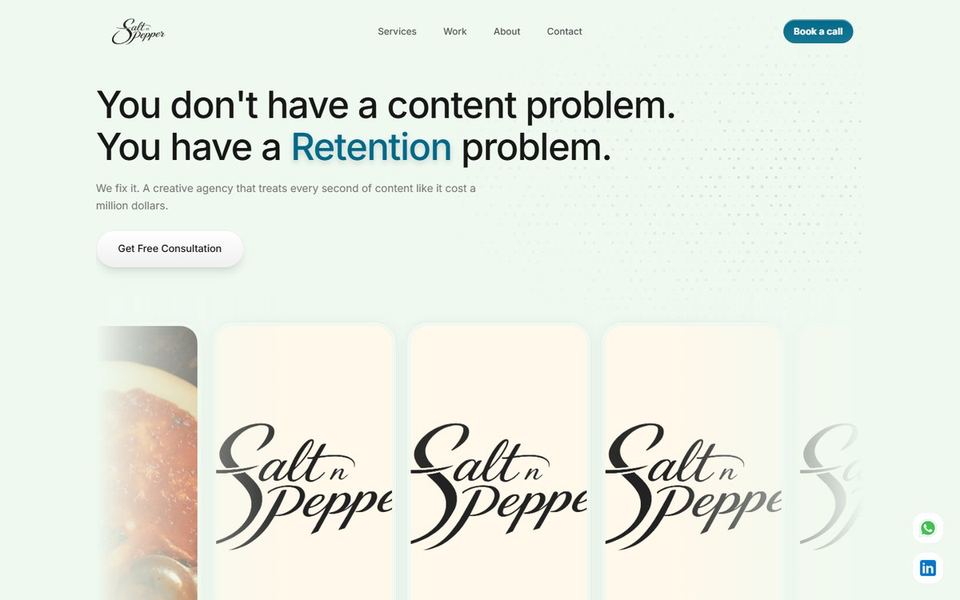 Salt n Pepper
Services Work About Contact
Book a call
You don't have a content problem.
You have a Retention problem.
We fix it. A creative agency that treats every second of content like it cost a
million dollars.
Get Free Consultation
Salt n
Peppe
Salt n
Peppe
Salt n
Peppe
in